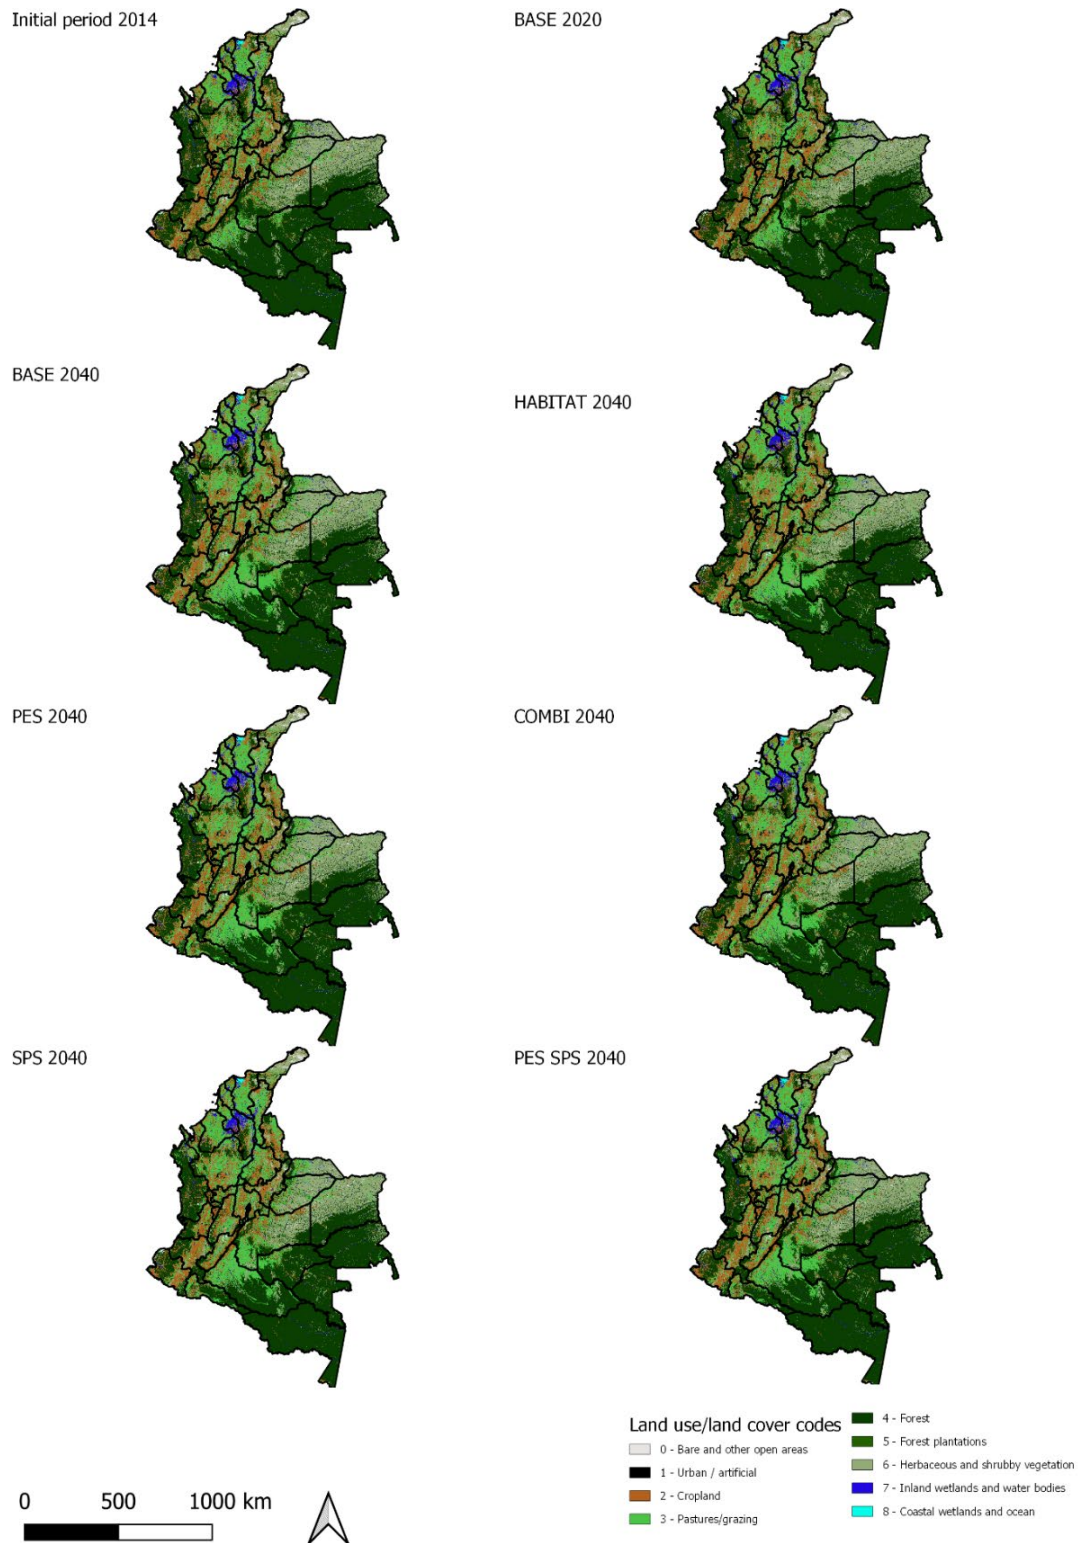 Initial period 2014
BASE 2020
BASE 2040
HABITAT 2040
PES 2040
COMBI 2040
SPS 2040
PES SPS 2040
Land use/land cover codes
0 - Bare and other open areas
1 - Urban / artificial
2 - Cropland
3 - Pastures/grazing
4 - Forest
5 - Forest plantations
6 - Herbaceous and shrubby vegetation
7 - Inland wetlands and water bodies
8 - Coastal wetlands and ocean
0 500 1000 km